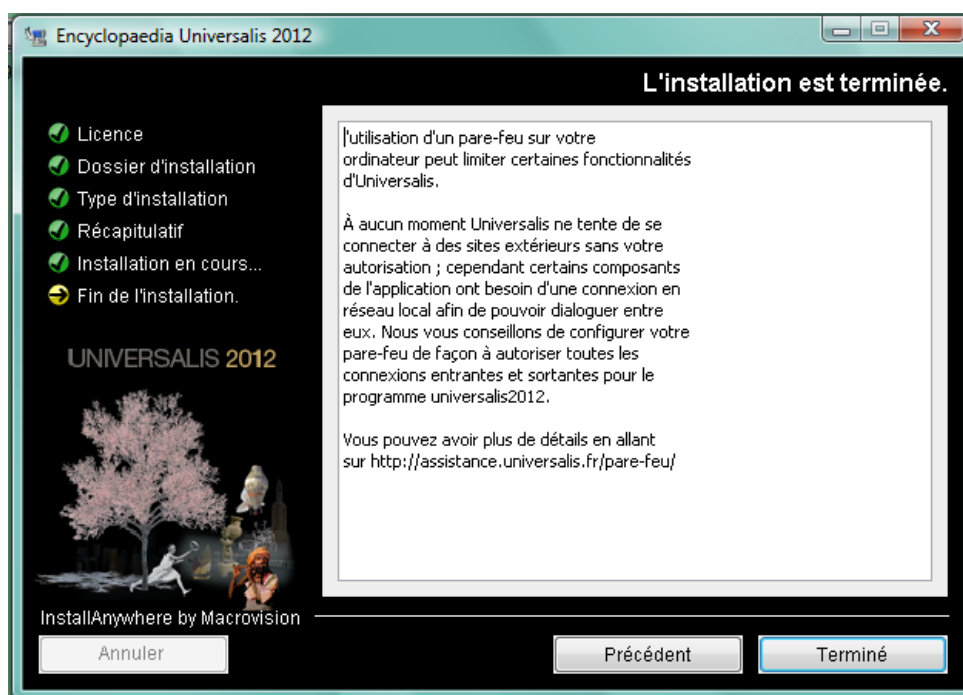 Encyclopaedia Universalis 2012
L'installation est terminée.
Licence
Dossier d'installation
Type d'installation
Récapitulatif
Installation en cours...
Fin de l'installation.
UNIVERSALIS 2012
l'utilisation d'un pare-feu sur votre
ordinateur peut limiter certaines fonctionnalités
d'Universalis.
À aucun moment Universalis ne tente de se
connecter à des sites extérieurs sans votre
autorisation ; cependant certains composants
de l'application ont besoin d'une connexion en
réseau local afin de pouvoir dialoguer entre
eux. Nous vous conseillons de configurer votre
pare-feu de façon à autoriser toutes les
connexions entrantes et sortantes pour le
programme universalis2012.
Vous pouvez avoir plus de détails en allant
sur http://assistance.universalis.fr/pare-feu/
InstallAnywhere by Macrovision
Annuler
Précédent
Terminé